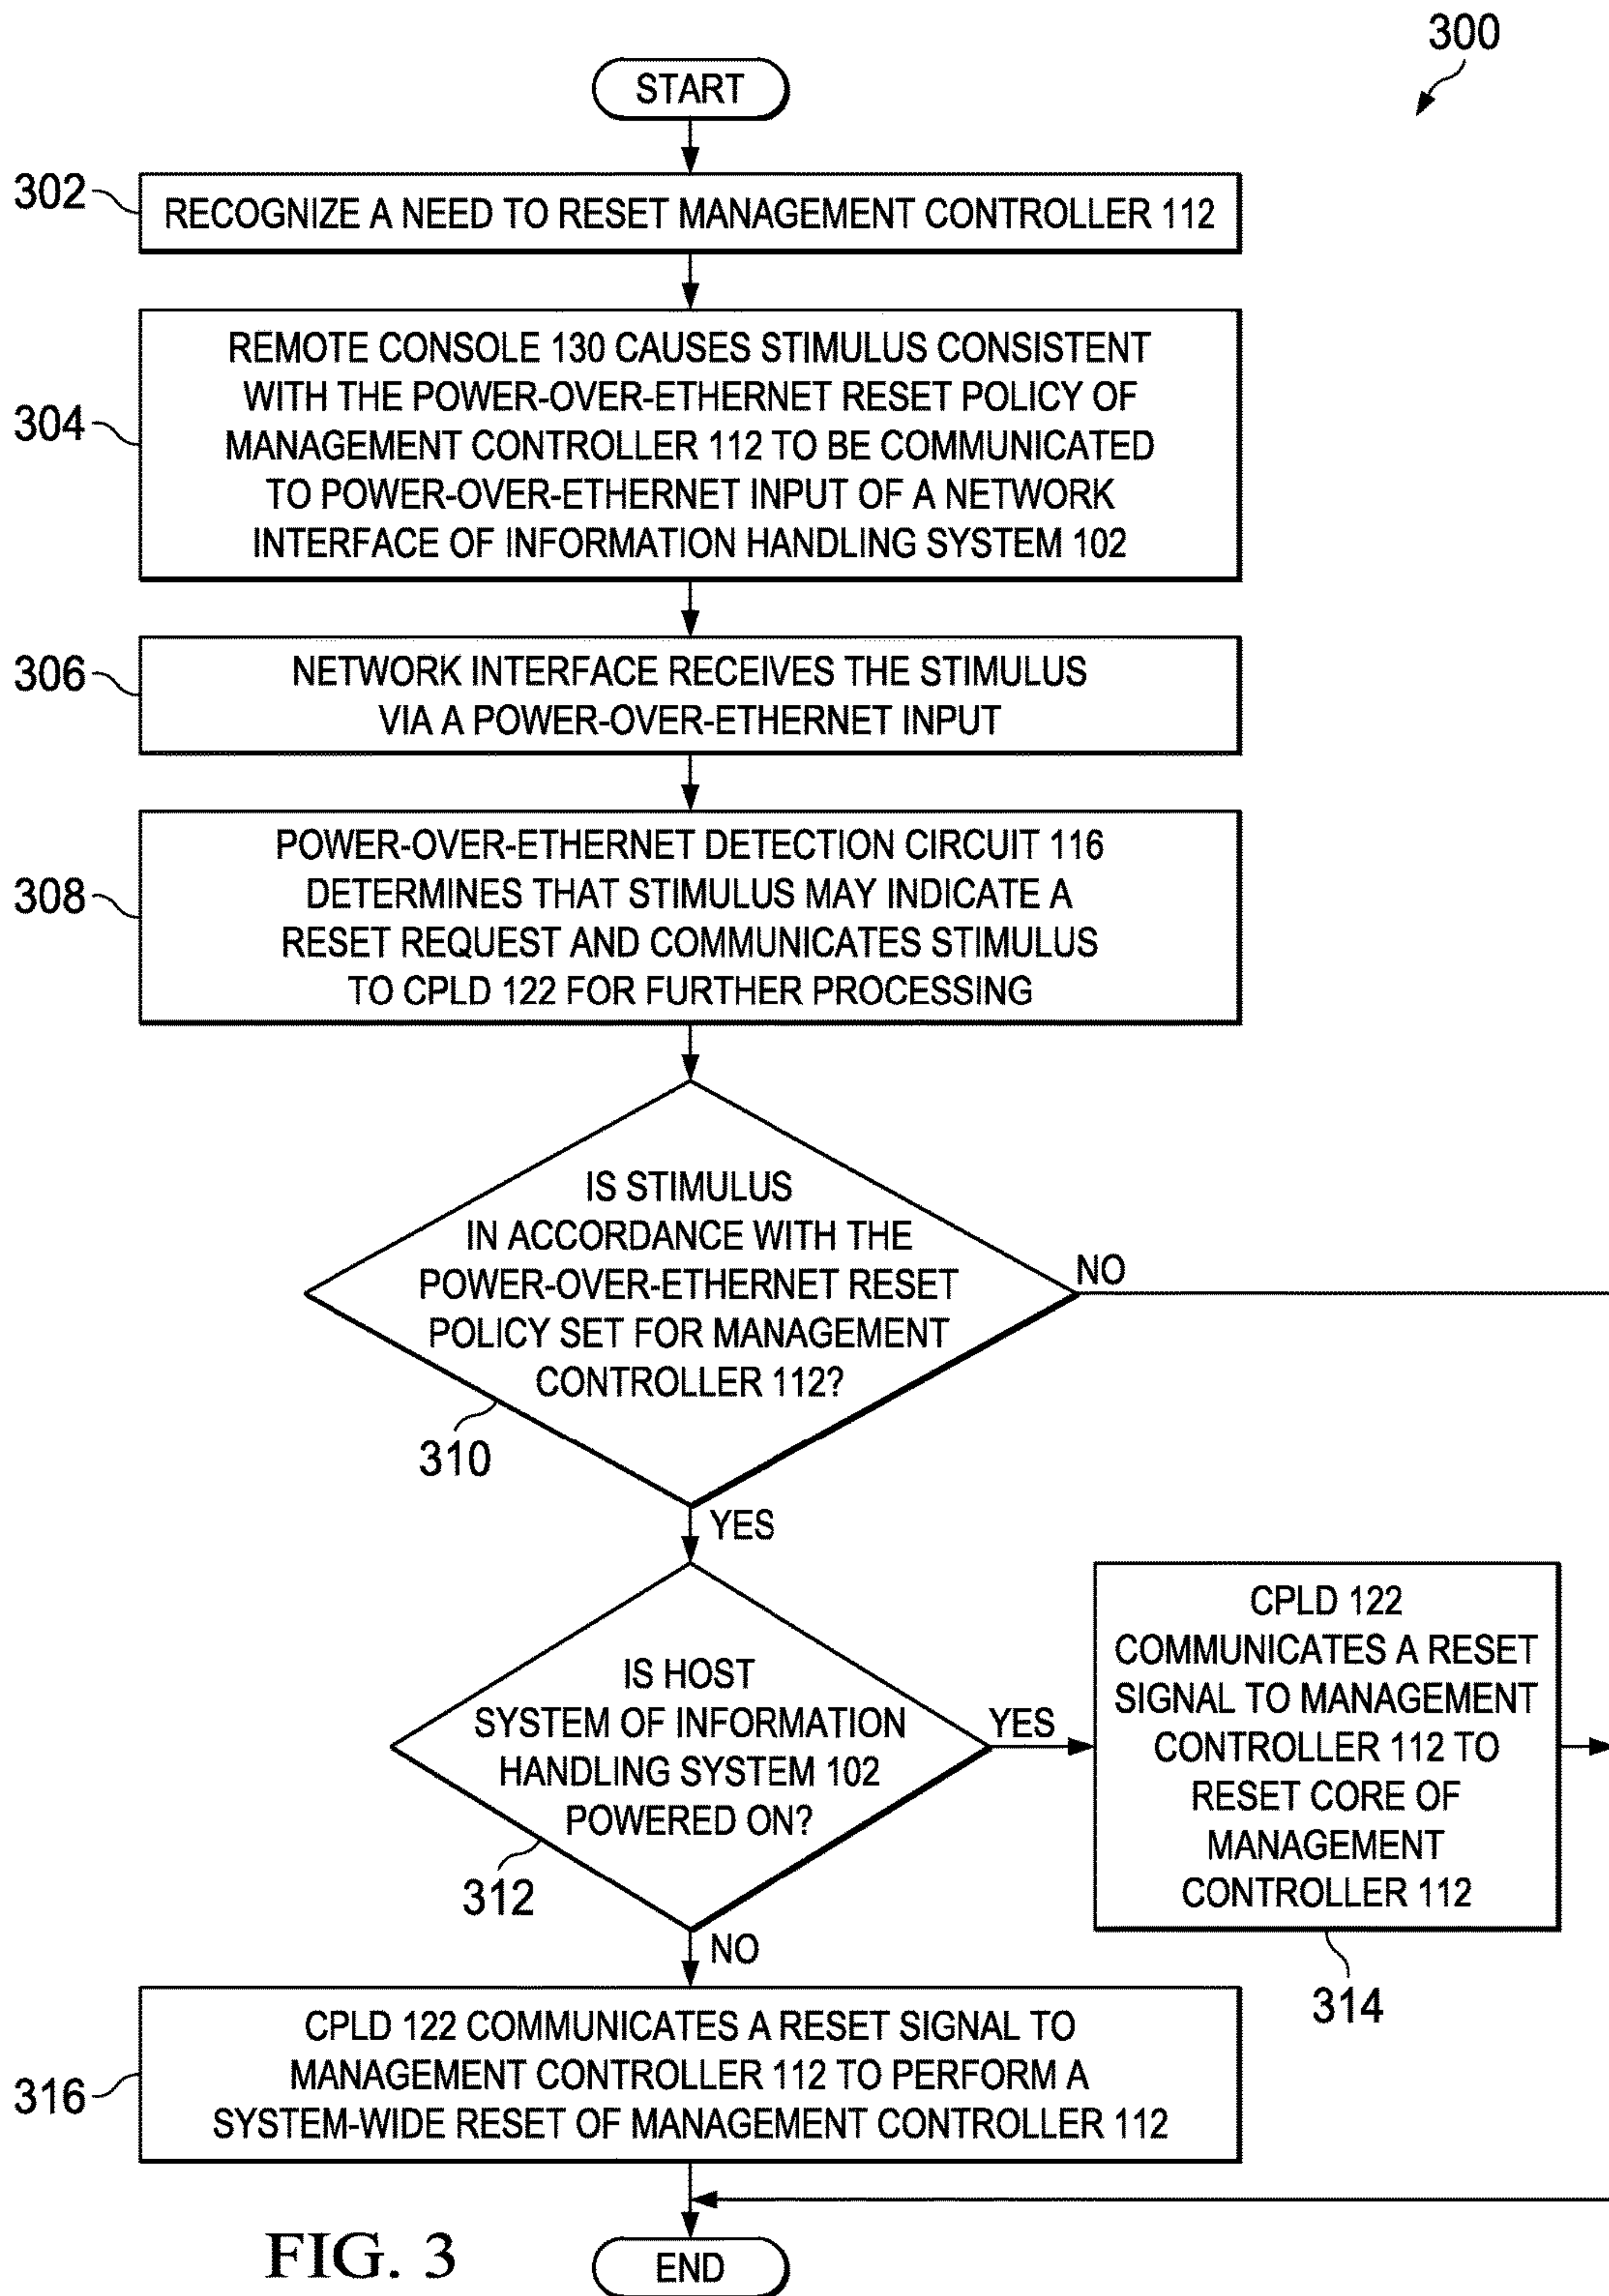 300
START
302
RECOGNIZE A NEED TO RESET MANAGEMENT CONTROLLER 112
304
REMOTE CONSOLE 130 CAUSES STIMULUS CONSISTENT
WITH THE POWER-OVER-ETHERNET RESET POLICY OF
MANAGEMENT CONTROLLER 112 TO BE COMMUNICATED
TO POWER-OVER-ETHERNET INPUT OF A NETWORK
INTERFACE OF INFORMATION HANDLING SYSTEM 102
306
NETWORK INTERFACE RECEIVES THE STIMULUS
VIA A POWER-OVER-ETHERNET INPUT
308
POWER-OVER-ETHERNET DETECTION CIRCUIT 116
DETERMINES THAT STIMULUS MAY INDICATE A
RESET REQUEST AND COMMUNICATES STIMULUS
TO CPLD 122 FOR FURTHER PROCESSING
IS STIMULUS
IN ACCORDANCE WITH THE
POWER-OVER-ETHERNET RESET
POLICY SET FOR MANAGEMENT
CONTROLLER 112?
NO
310
YES
IS HOST
SYSTEM OF INFORMATION
HANDLING SYSTEM 102
POWERED ON?
YES
312
NO
CPLD 122
COMMUNICATES A RESET
SIGNAL TO MANAGEMENT
CONTROLLER 112 TO
RESET CORE OF
MANAGEMENT
CONTROLLER 112
314
316
CPLD 122 COMMUNICATES A RESET SIGNAL TO
MANAGEMENT CONTROLLER 112 TO PERFORM A
SYSTEM-WIDE RESET OF MANAGEMENT CONTROLLER 112
END
FIG. 3